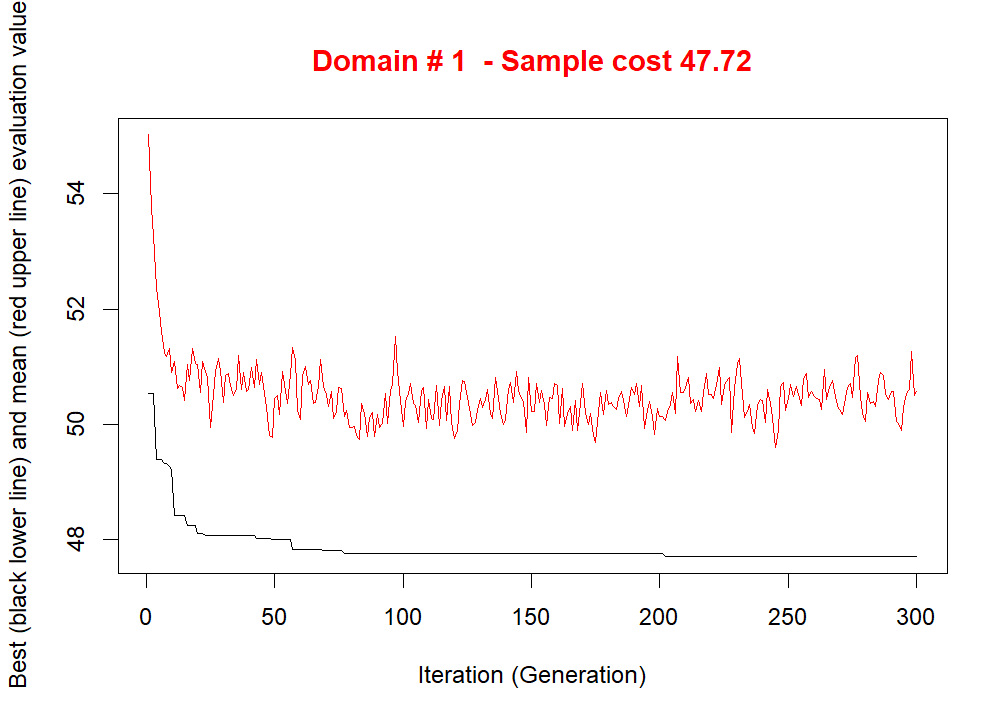 Domain # 1  - Sample cost 47.72
Best (black lower line) and mean (red upper line) evaluation value
54
52
50
48
0 50 100 150 200 250 300
Iteration (Generation)